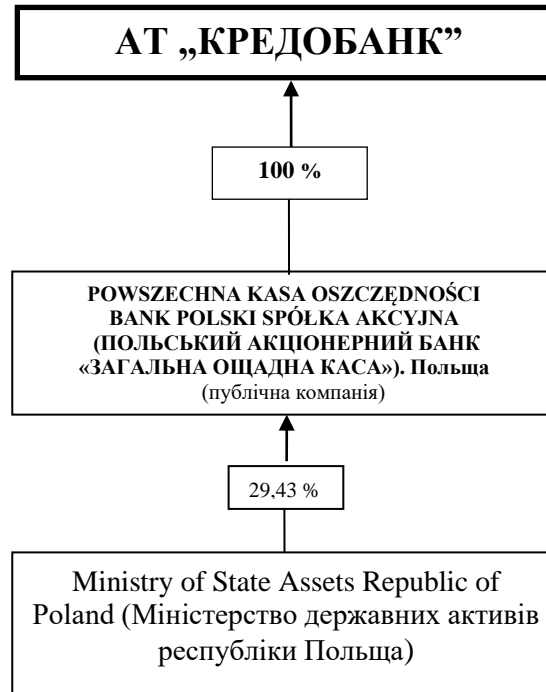 АТ „КРЕДОБАНК”
100 %
POWSZECHNA KASA OSZCZĘDNOŚCI
BANK POLSKI SPÓŁKA AKCYJNA
(ПОЛЬСЬКИЙ АКЦІОНЕРНИЙ БАНК
«ЗАГАЛЬНА ОЩАДНА КАСА»). Польща
(публічна компанія)
29,43 %
Ministry of State Assets Republic of
Poland (Міністерство державних активів
республіки Польща)